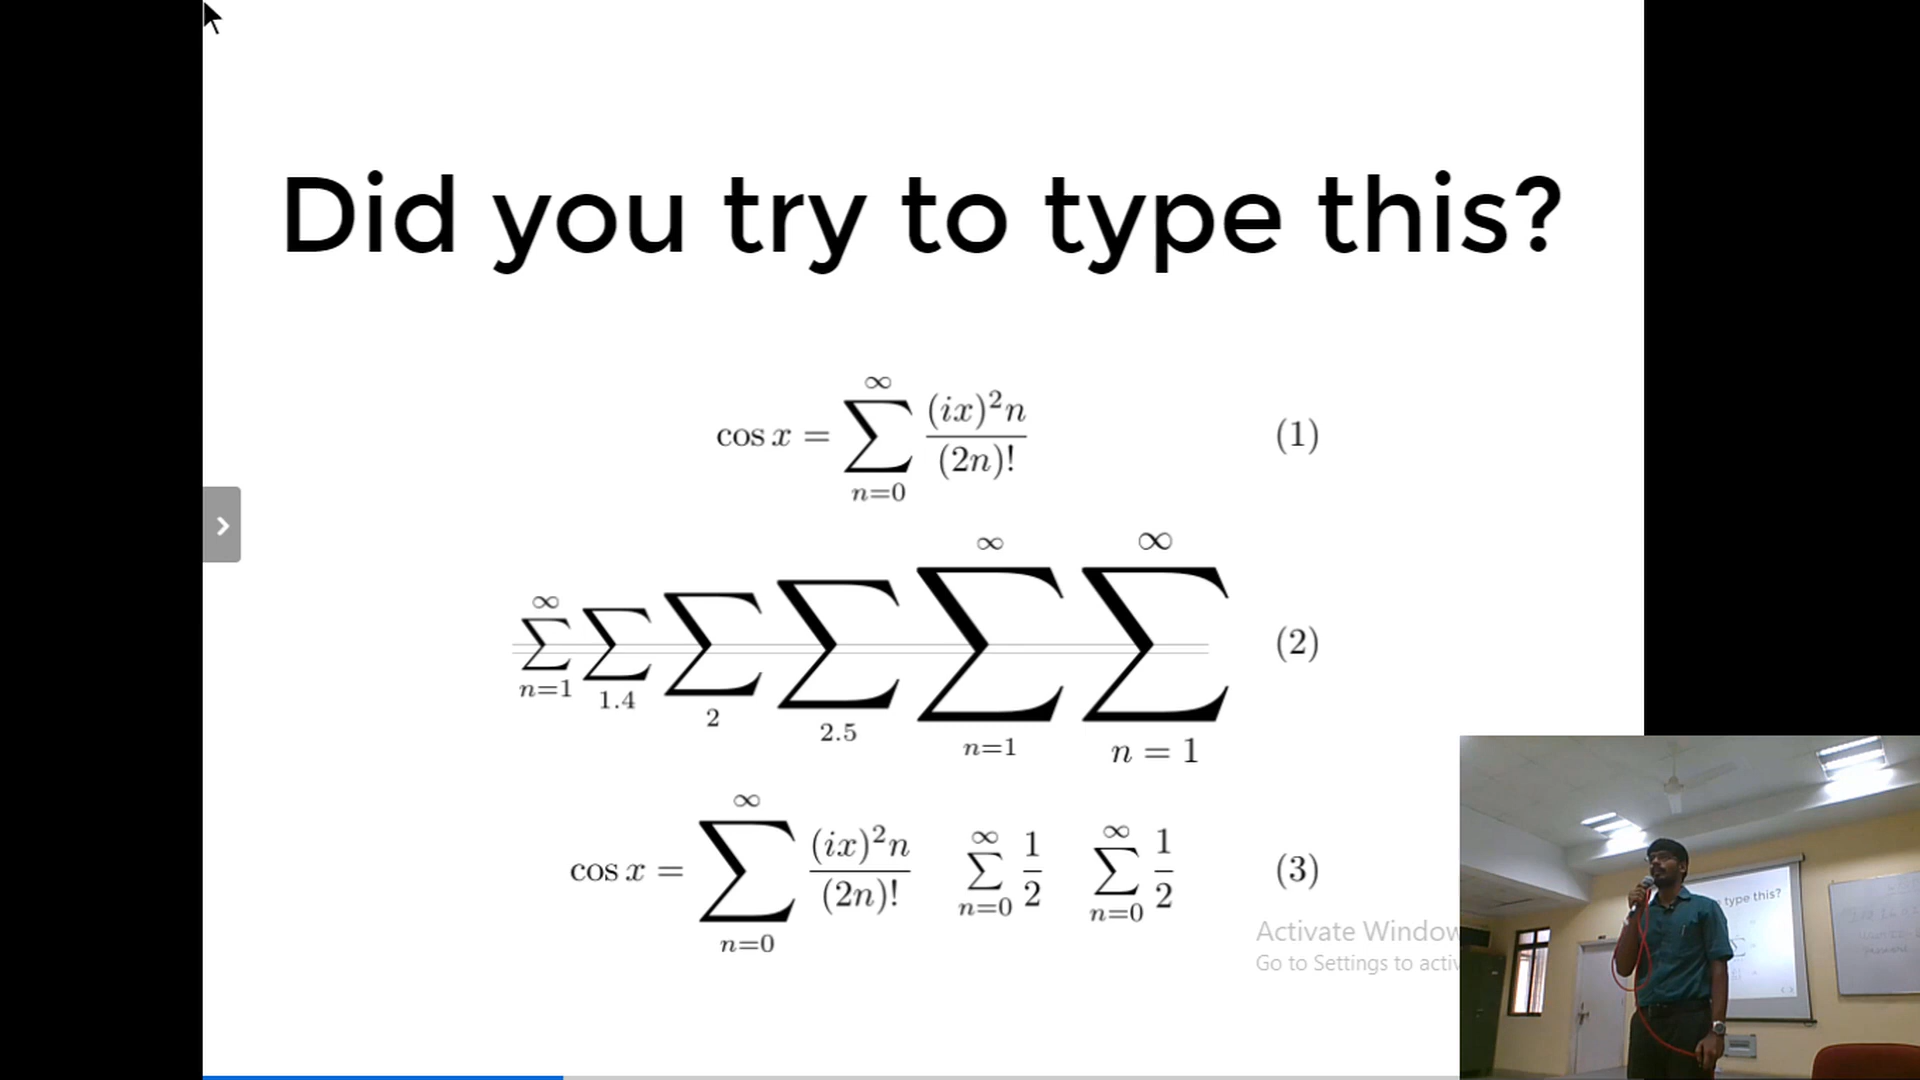 Did you try to type this?
cos x = ∞ ∑ n=0 (ix)²n / (2n)! (1)
∞ ∑ n=1 ∑ 1.4 ∑ 2 ∑ 2.5 ∞ ∑ n=1 ∞ ∑ n = 1 (2)
cos x = ∞ ∑ n=0 (ix)²n / (2n)! ∞ ∑ n=0 1/2 ∞ ∑ n=0 1/2 (3)
Activate Window
Go to Settings to activ
type this?